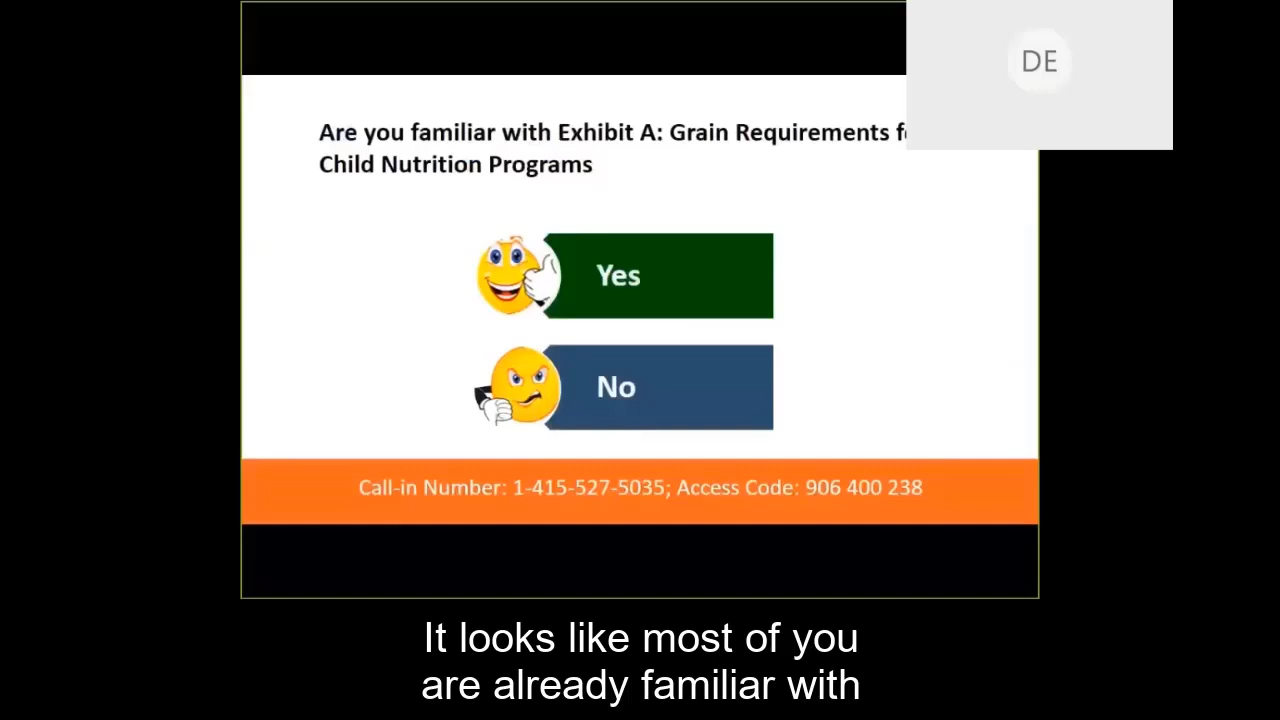 DE
Are you familiar with Exhibit A: Grain Requirements
Child Nutrition Programs
Yes
No
Call-in Number: 1-415-527-5035; Access Code: 906 400 238
It looks like most of you
are already familiar with